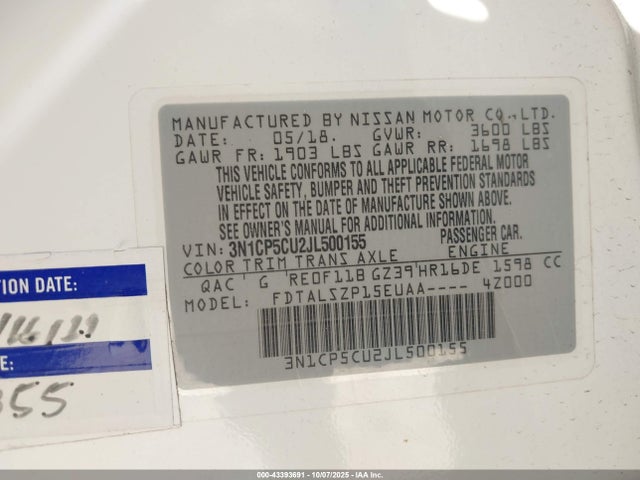 MANUFACTURED BY NISSAN MOTOR CO., LTD.
DATE: 05/18. GVWR: 3600 LBS
GAWR FR: 1903 LBS GAWR RR: 1698 LBS
THIS VEHICLE CONFORMS TO ALL APPLICABLE FEDERAL MOTOR
VEHICLE SAFETY, BUMPER AND THEFT PREVENTION STANDARDS
IN EFFECT ON THE DATE OF MANUFACTURE SHOWN ABOVE.
SEE OWNER'S MANUAL FOR ADDITIONAL INFORMATION.
VIN: 3N1CP5CU2JL500155 PASSENGER CAR.
COLOR TRIM TRANS AXLE ENGINE
QAC G RE0F11B GZ39 HR16DE 1598 CC
MODEL: FDTALSZP15EUAA---- 4Z000
3N1CP5CU2JL500155
TION DATE:
E:
355
000-43393691 10/07/2025 IAAI Inc.